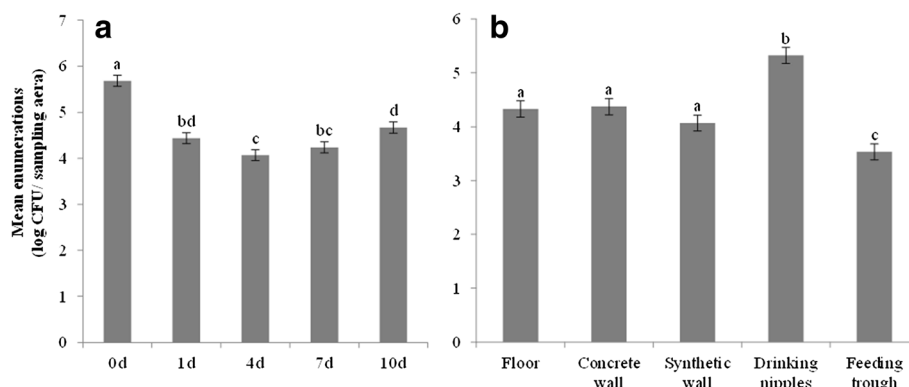 a
b
Mean enumerations
(log CFU/ sampling aera)
7
6
5
4
3
2
1
0
a
bd
c
bc
d
0d
1d
4d
7d
10d
6
5
4
3
2
1
0
a
a
a
b
c
Floor
Concrete
wall
Synthetic
wall
Drinking
nipples
Feeding
trough